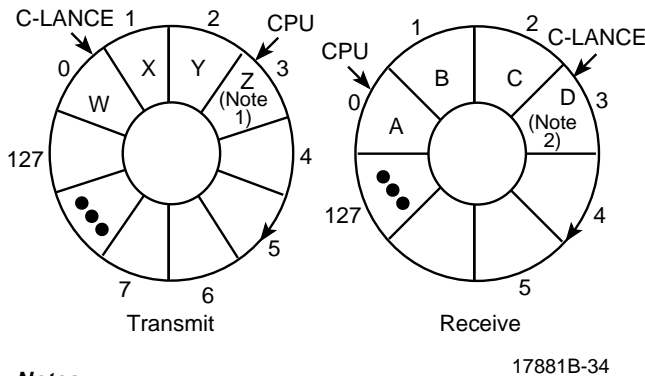 C-LANCE
1
2
CPU
0
X
Y
Z
(Note
1)
3
W
127
4
5
7
6
Transmit
CPU
1
2
C-LANCE
0
B
C
D
(Note
2)
3
A
127
4
5
Receive
17881B-34